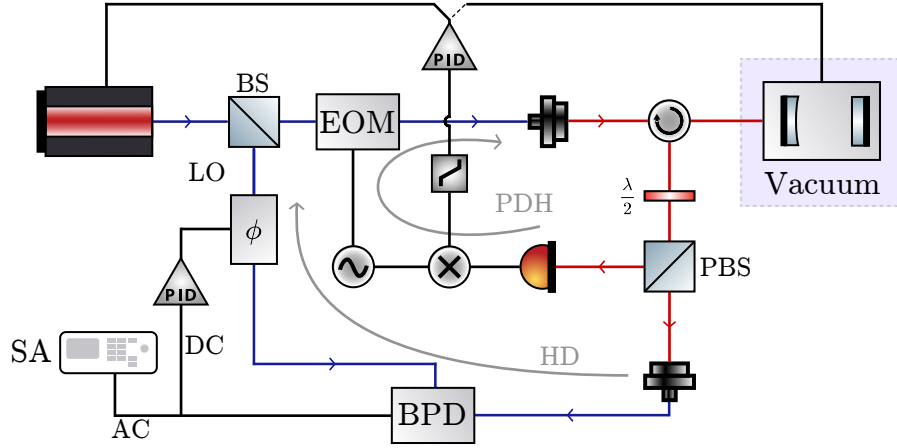 PID
BS
EOM
LO
λ
2
Vacuum
PDH
ϕ
PBS
PID
SA
DC
HD
AC
BPD